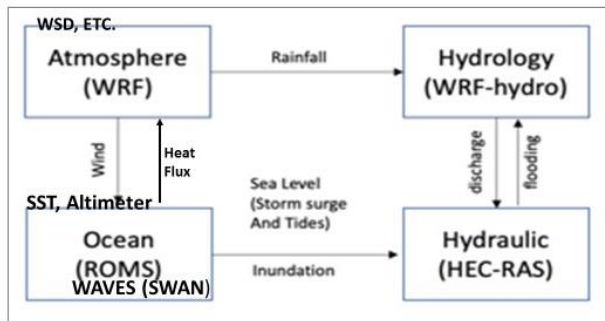 WSD, ETC.
Atmosphere
(WRF)
Rainfall
Hydrology
(WRF-hydro)
Wind
Heat
Flux
discharge
flooding
SST, Altimeter
Sea Level
(Storm surge
And Tides)
Ocean
(ROMS)
WAVES (SWAN)
Inundation
Hydraulic
(HEC-RAS)